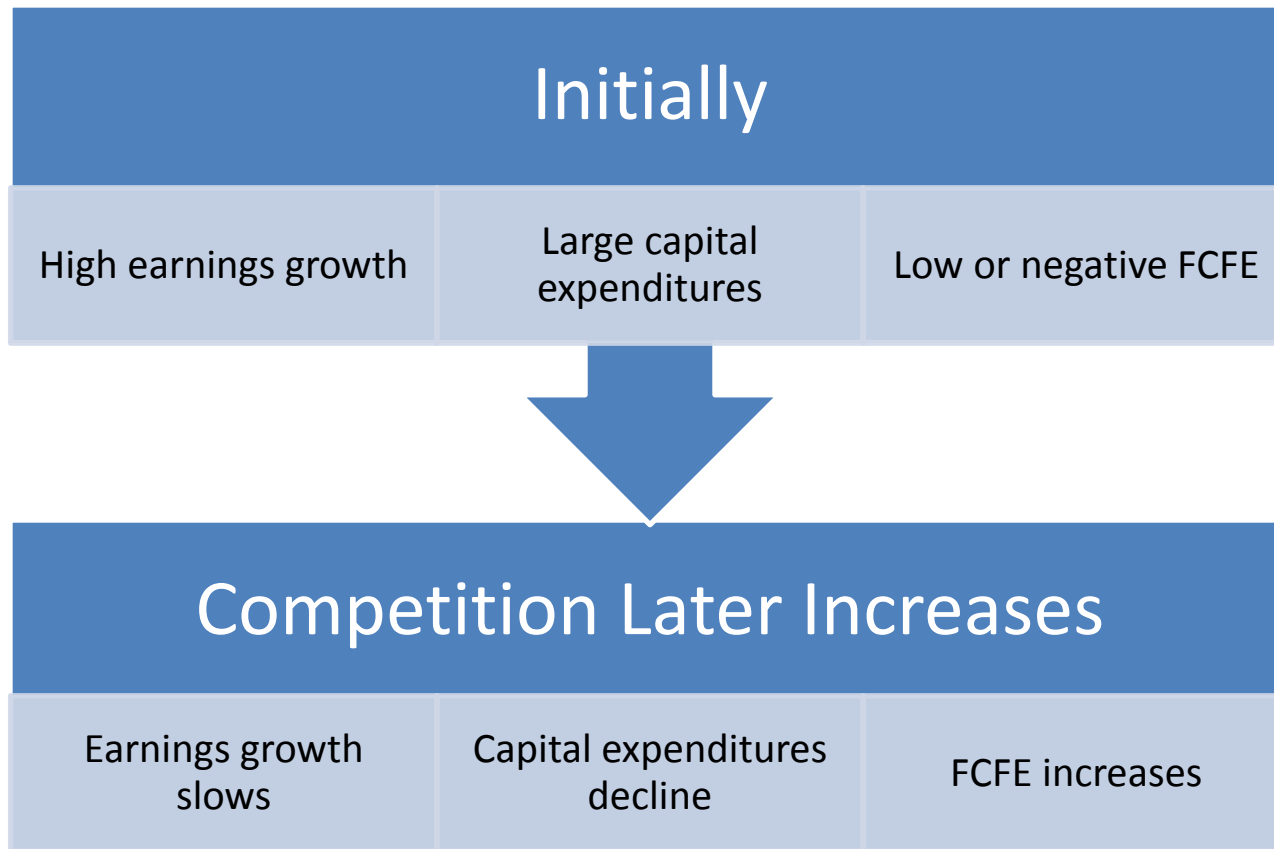 Initially
High earnings growth
Large capital
expenditures
Low or negative FCFE
Competition Later Increases
Earnings growth
slows
Capital expenditures
decline
FCFE increases